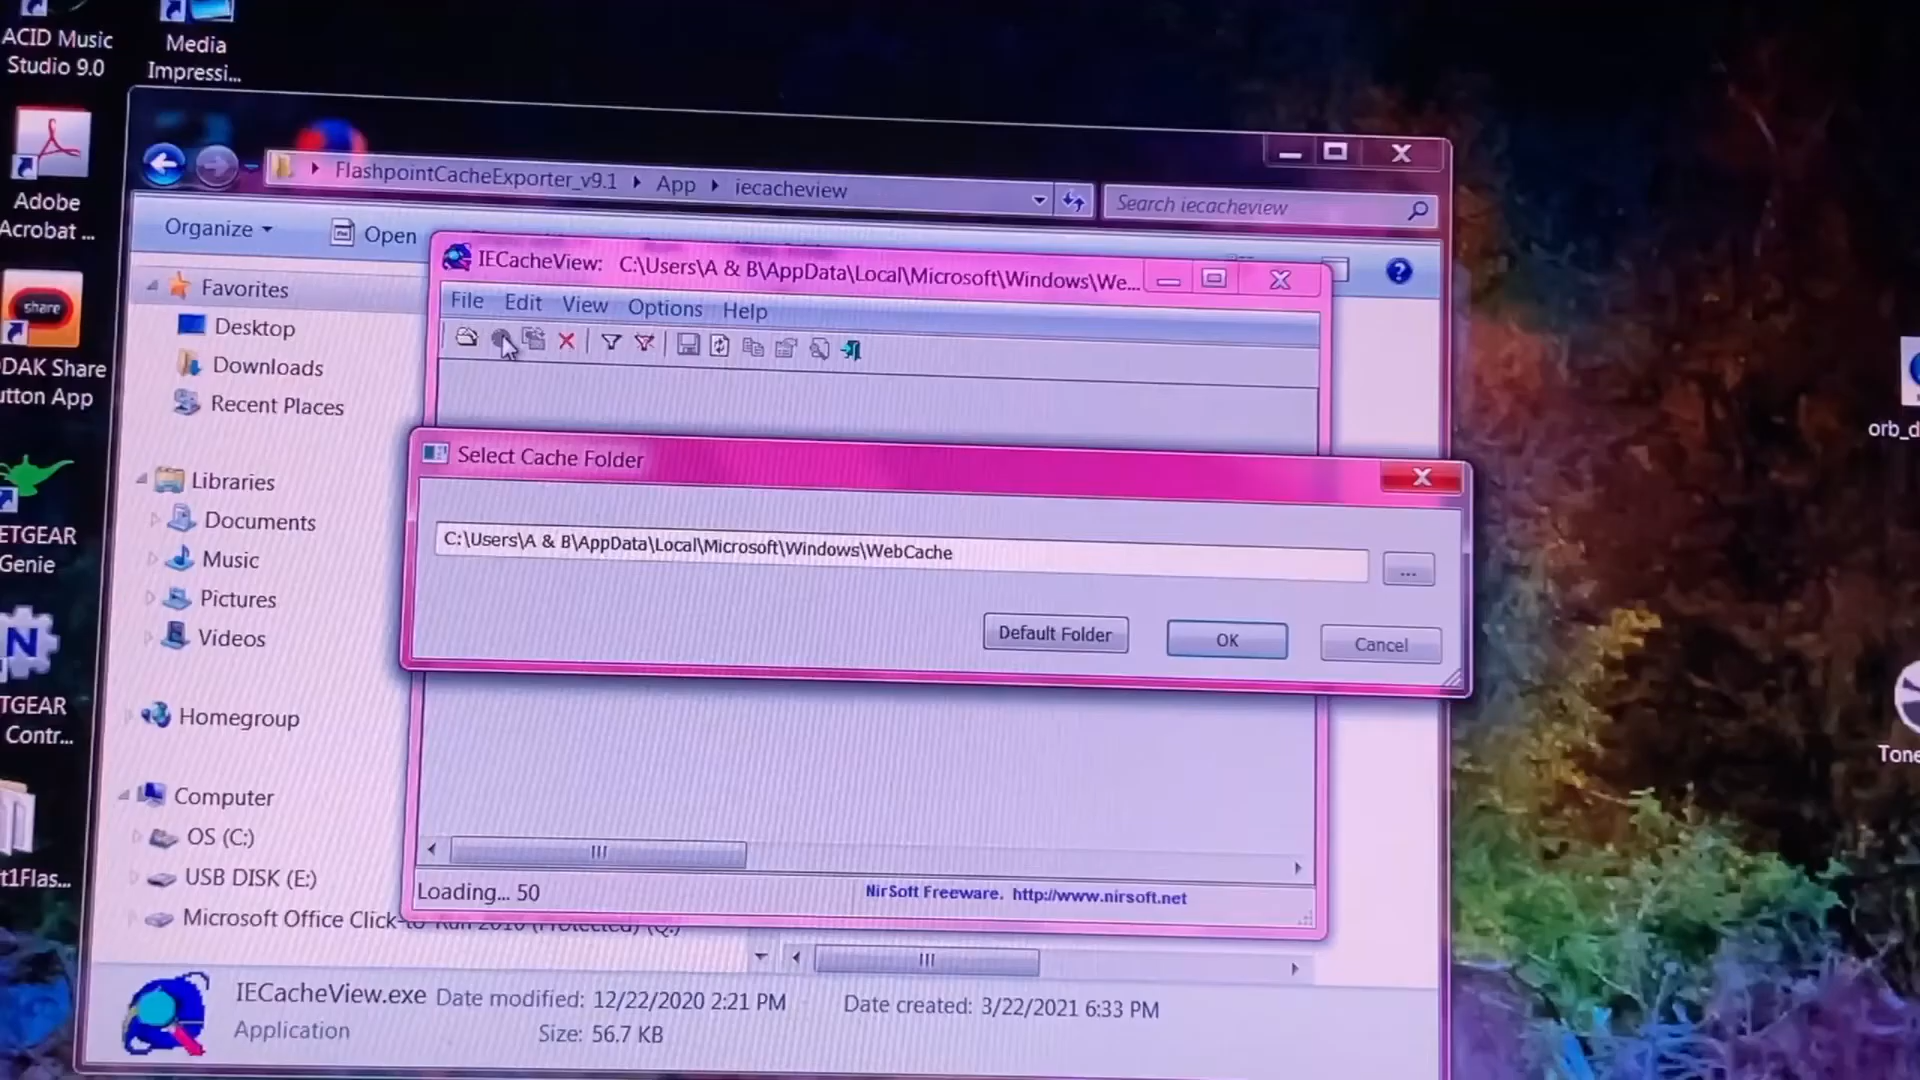 ACID Music
Studio 9.0
Media
Impressi...
Adobe
Acrobat ...
share
DAK Share
utton App
ETGEAR
Genie
N
TGEAR
Contr...
t1Flas...
FlashpointCacheExporter_v9.1 App iecacheview
Search iecacheview
Organize
Open
?
Favorites
Desktop
Downloads
Recent Places
Libraries
Documents
Music
Pictures
Videos
Homegroup
Computer
OS (C:)
USB DISK (E:)
Microsoft Office Click-to-Run 2010 (Protected) (Q:)
IECacheView: C:\Users\A & B\AppData\Local\Microsoft\Windows\We...
File Edit View Options Help
Select Cache Folder
C:\Users\A & B\AppData\Local\Microsoft\Windows\WebCache
...
Default Folder
OK
Cancel
Loading... 50
NirSoft Freeware. http://www.nirsoft.net
IECacheView.exe Date modified: 12/22/2020 2:21 PM Date created: 3/22/2021 6:33 PM
Application Size: 56.7 KB
orb_d
Tone